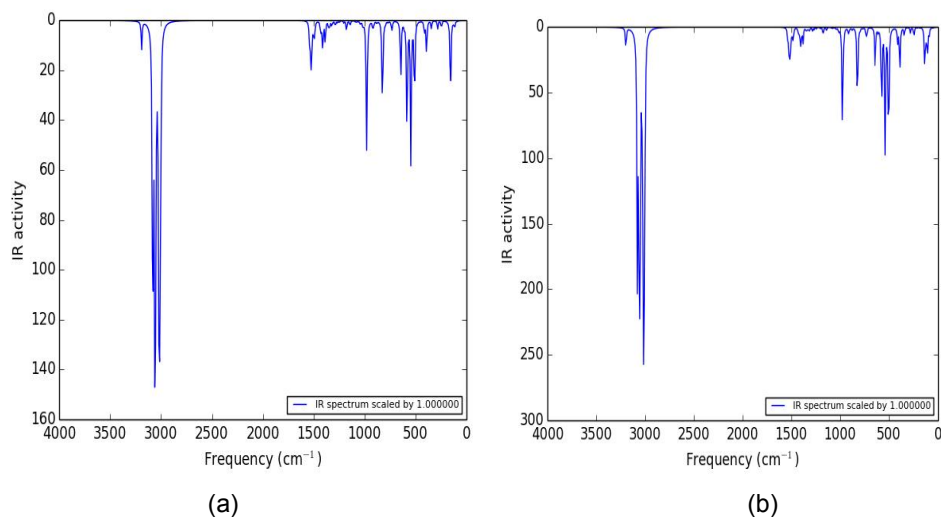 0
20
40
60
80
100
120
140
160
IR activity
4000 3500 3000 2500 2000 1500 1000 500 0
Frequency (cm⁻¹)
IR spectrum scaled by 1.000000
(a)
0
50
100
150
200
250
300
IR activity
4000 3500 3000 2500 2000 1500 1000 500 0
Frequency (cm⁻¹)
IR spectrum scaled by 1.000000
(b)